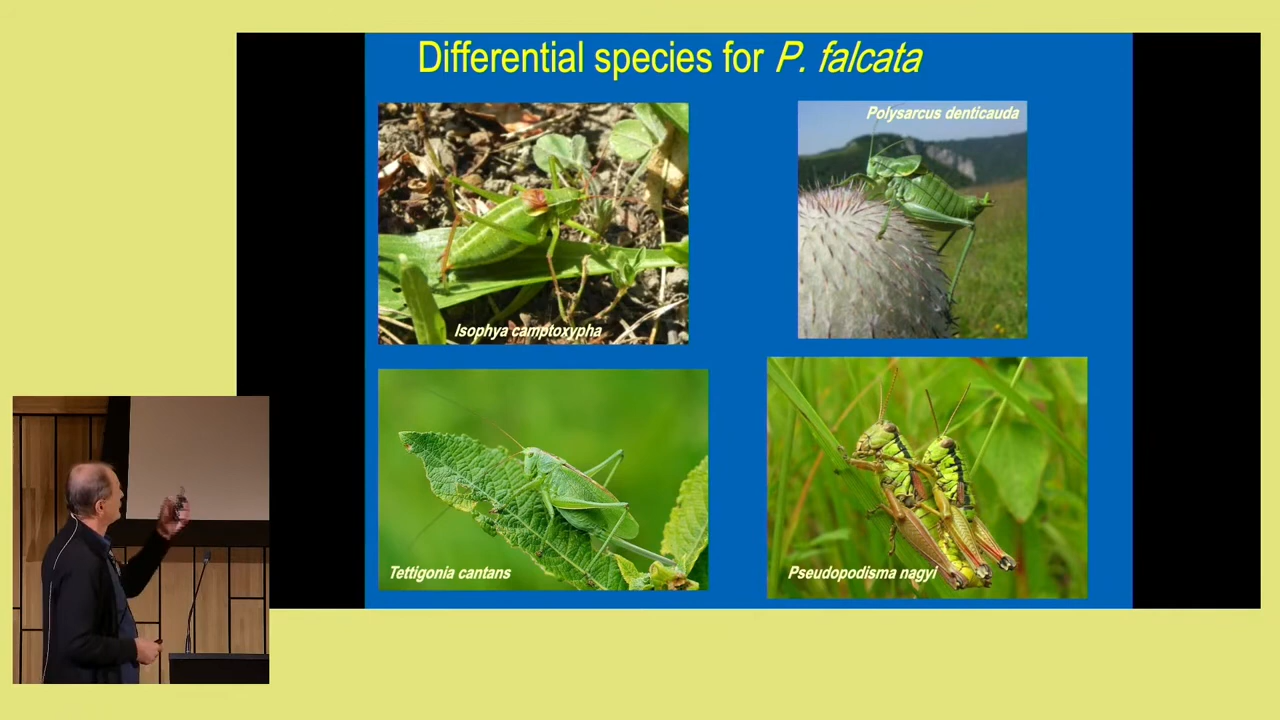 Differential species for P. falcata
Polysarcus denticauda
Isophya camptoxypha
Tettigonia cantans
Pseudopodisma nagyi